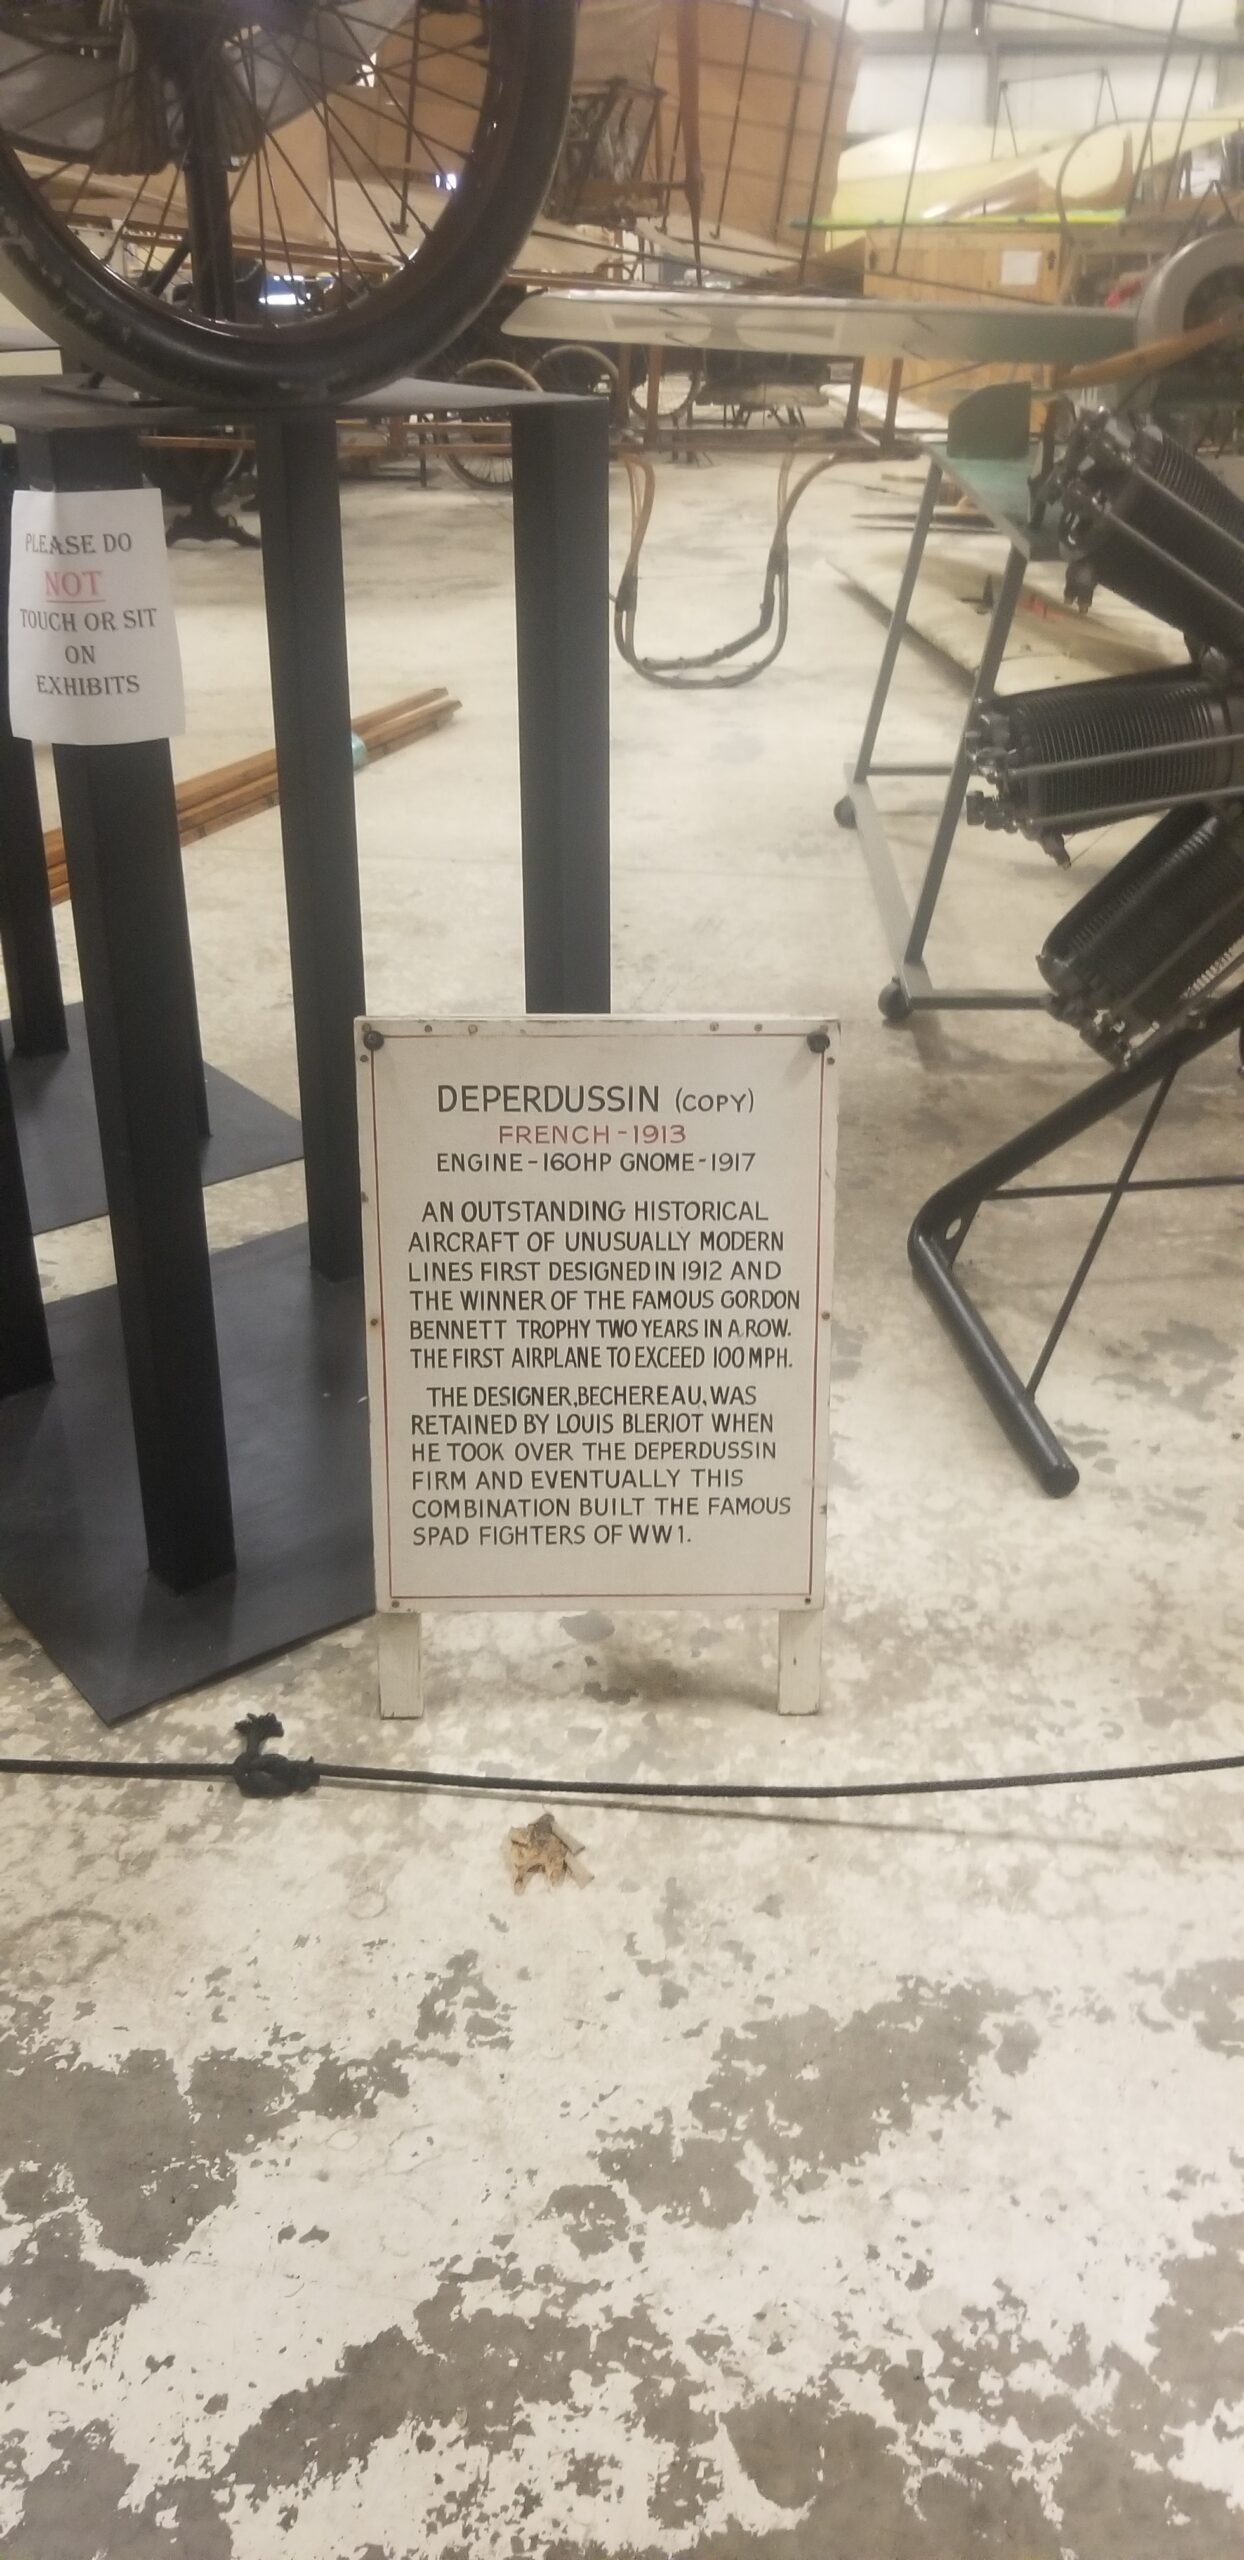 PLEASE DO
NOT
TOUCH OR SIT
ON
EXHIBITS
DEPERDUSSIN (COPY)
FRENCH - 1913
ENGINE - 160HP GNOME - 1917
AN OUTSTANDING HISTORICAL
AIRCRAFT OF UNUSUALLY MODERN
LINES FIRST DESIGNED IN 1912 AND
THE WINNER OF THE FAMOUS GORDON
BENNETT TROPHY TWO YEARS IN A ROW.
THE FIRST AIRPLANE TO EXCEED 100 MPH.
THE DESIGNER, BECHEREAU, WAS
RETAINED BY LOUIS BLERIOT WHEN
HE TOOK OVER THE DEPERDUSSIN
FIRM AND EVENTUALLY THIS
COMBINATION BUILT THE FAMOUS
SPAD FIGHTERS OF WW1.